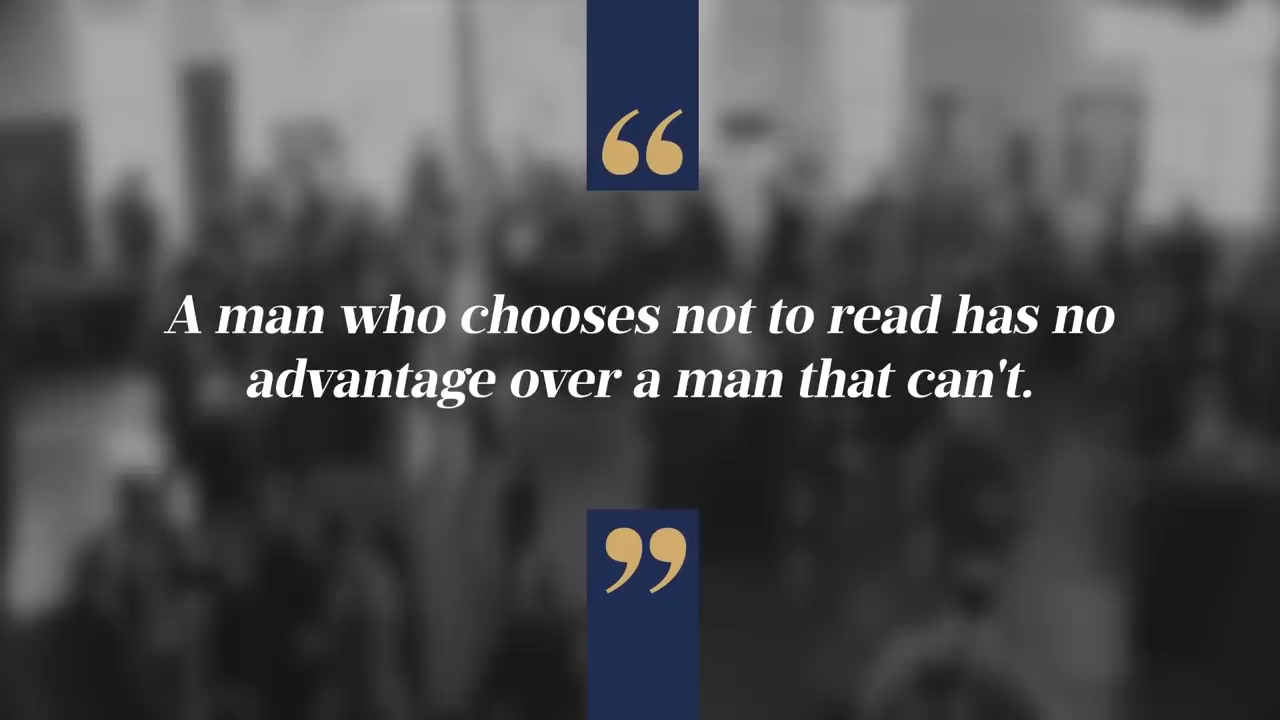 “
A man who chooses not to read has no
advantage over a man that can't.
”